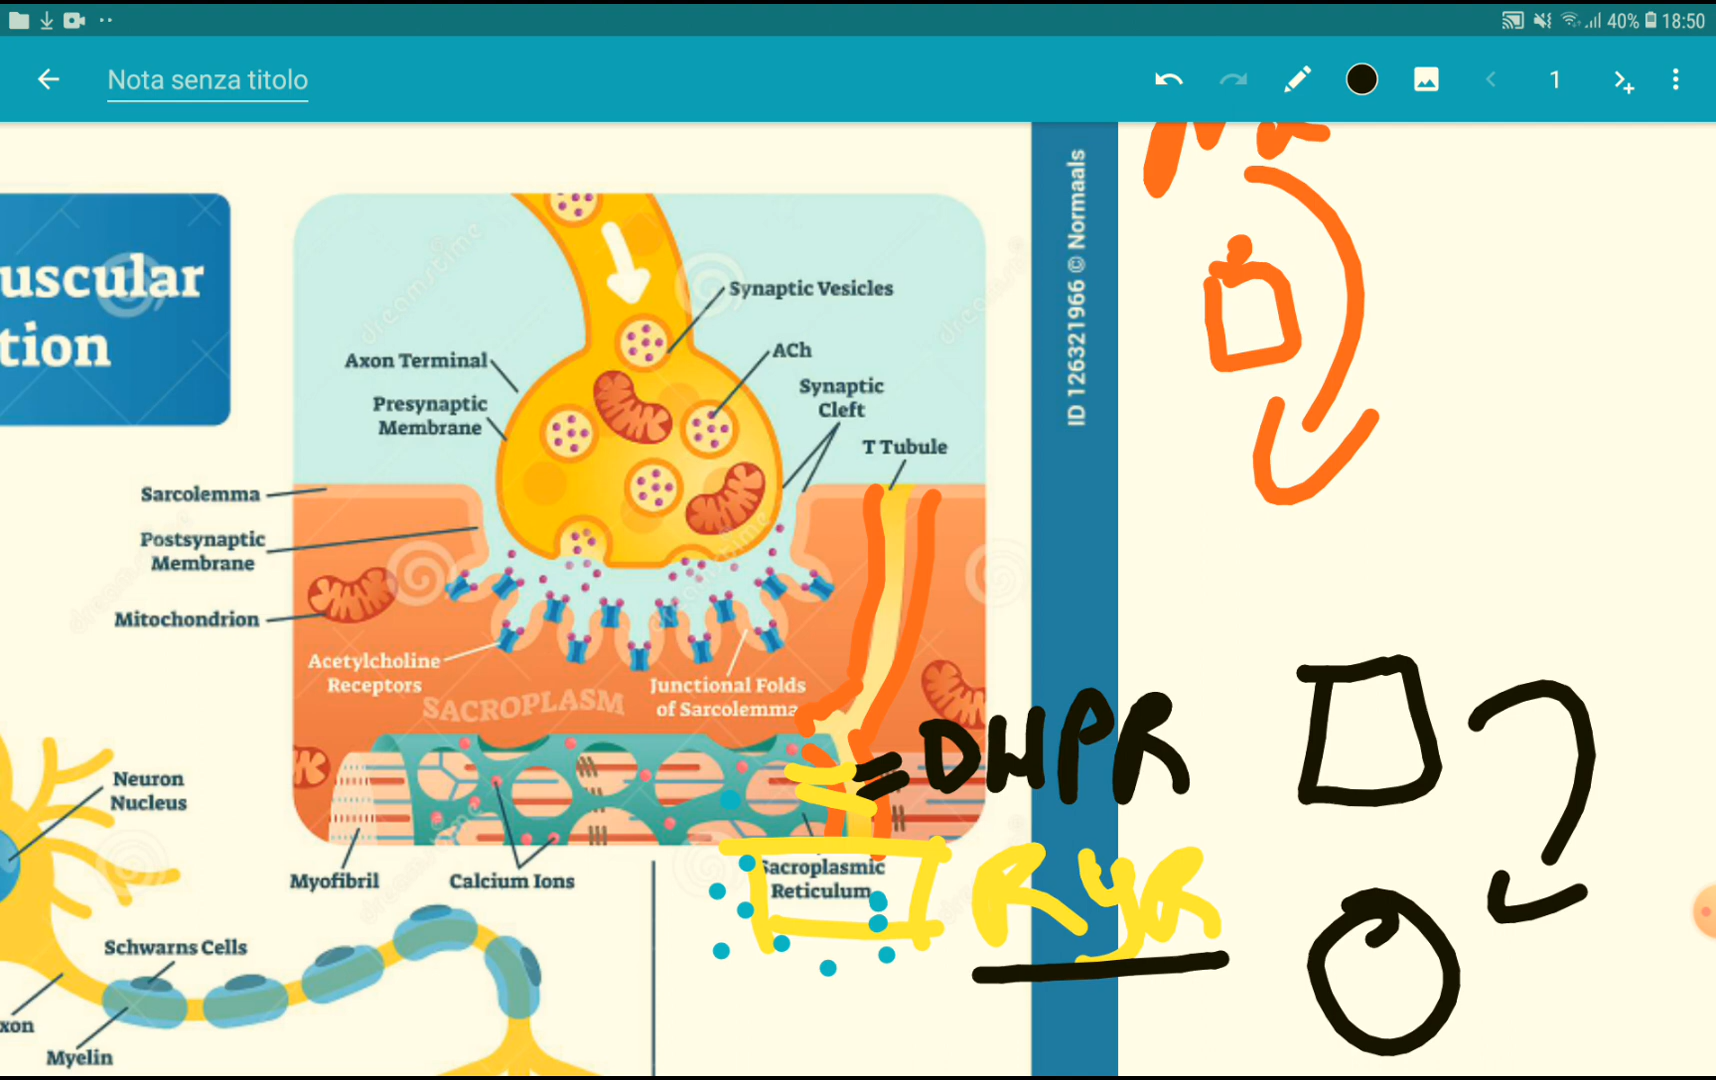 40% 18:50
Nota senza titolo
1
uscular
tion
Synaptic Vesicles
Axon Terminal
ACh
Presynaptic
Membrane
Synaptic
Cleft
T Tubule
Sarcolemma
Postsynaptic
Membrane
Mitochondrion
Acetylcholine
Receptors
SACROPLASM
Junctional Folds
of Sarcolemma
DHPR
Neuron
Nucleus
Myofibril
Calcium Ions
Sacroplasmic
Reticulum
RyR
Schwarns Cells
xon
Myelin
ID 126321966 © Normaals
dreamstime